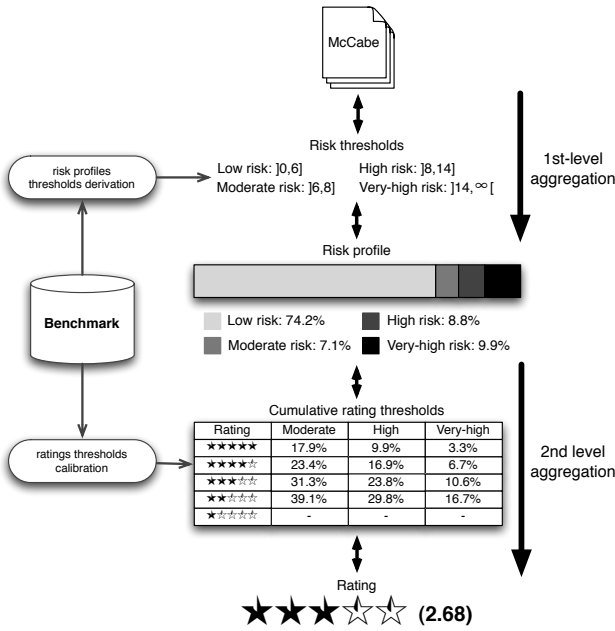 McCabe
Risk thresholds
Low risk: ]0,6] High risk: ]8,14]
Moderate risk: ]6,8] Very-high risk: ]14, ∞ [
risk profiles
thresholds derivation
1st-level
aggregation
Risk profile
Benchmark
Low risk: 74.2% High risk: 8.8%
Moderate risk: 7.1% Very-high risk: 9.9%
Cumulative rating thresholds
Rating Moderate High Very-high
★★★★★ 17.9% 9.9% 3.3%
★★★★☆ 23.4% 16.9% 6.7%
★★★☆☆ 31.3% 23.8% 10.6%
★★☆☆☆ 39.1% 29.8% 16.7%
★☆☆☆☆ - - -
ratings thresholds
calibration
2nd level
aggregation
Rating
(2.68)